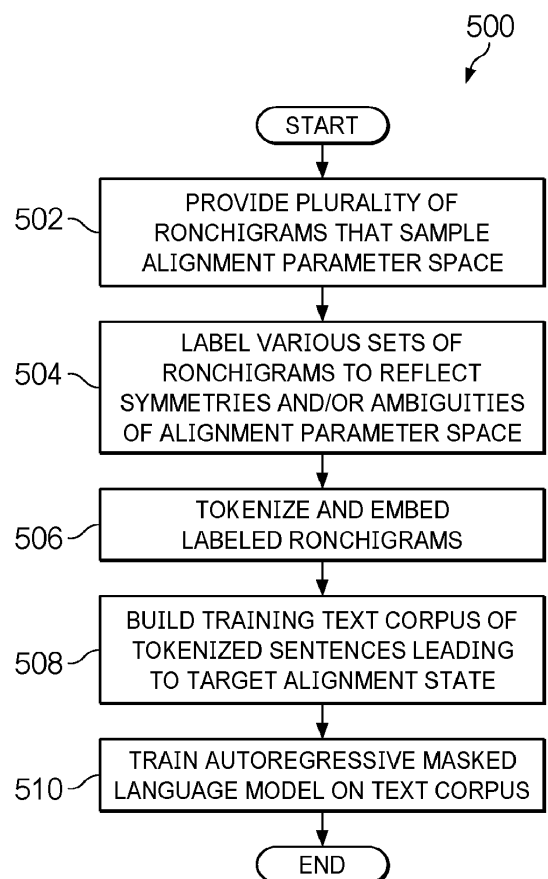 500
START
502
PROVIDE PLURALITY OF
RONCHIGRAMS THAT SAMPLE
ALIGNMENT PARAMETER SPACE
504
LABEL VARIOUS SETS OF
RONCHIGRAMS TO REFLECT
SYMMETRIES AND/OR AMBIGUITIES
OF ALIGNMENT PARAMETER SPACE
506
TOKENIZE AND EMBED
LABELED RONCHIGRAMS
508
BUILD TRAINING TEXT CORPUS OF
TOKENIZED SENTENCES LEADING
TO TARGET ALIGNMENT STATE
510
TRAIN AUTOREGRESSIVE MASKED
LANGUAGE MODEL ON TEXT CORPUS
END